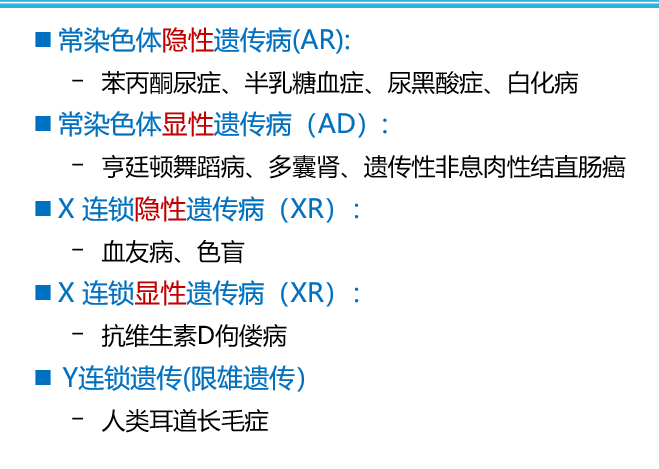 ■ 常染色体隐性遗传病(AR):
− 苯丙酮尿症、半乳糖血症、尿黑酸症、白化病
■ 常染色体显性遗传病（AD）:
− 亨廷顿舞蹈病、多囊肾、遗传性非息肉性结直肠癌
■ X 连锁隐性遗传病（XR）:
− 血友病、色盲
■ X 连锁显性遗传病（XR）:
− 抗维生素D佝偻病
■ Y连锁遗传(限雄遗传）
− 人类耳道长毛症